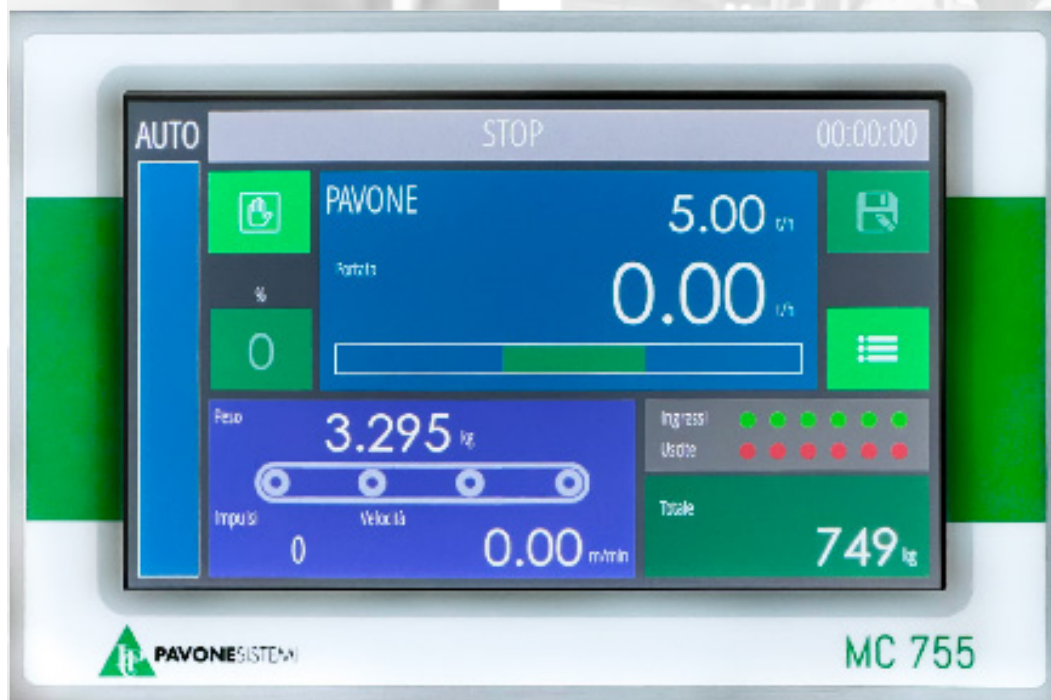 AUTO
STOP 00:00:00
PAVONE
5.00 t/h
Portata
0.00 t/h
%
0
Peso
3.295 kg
Impulsi
0
Velocità
0.00 m/min
Ingressi
Uscite
Totale
749 kg
PAVONESISTEMI
MC 755